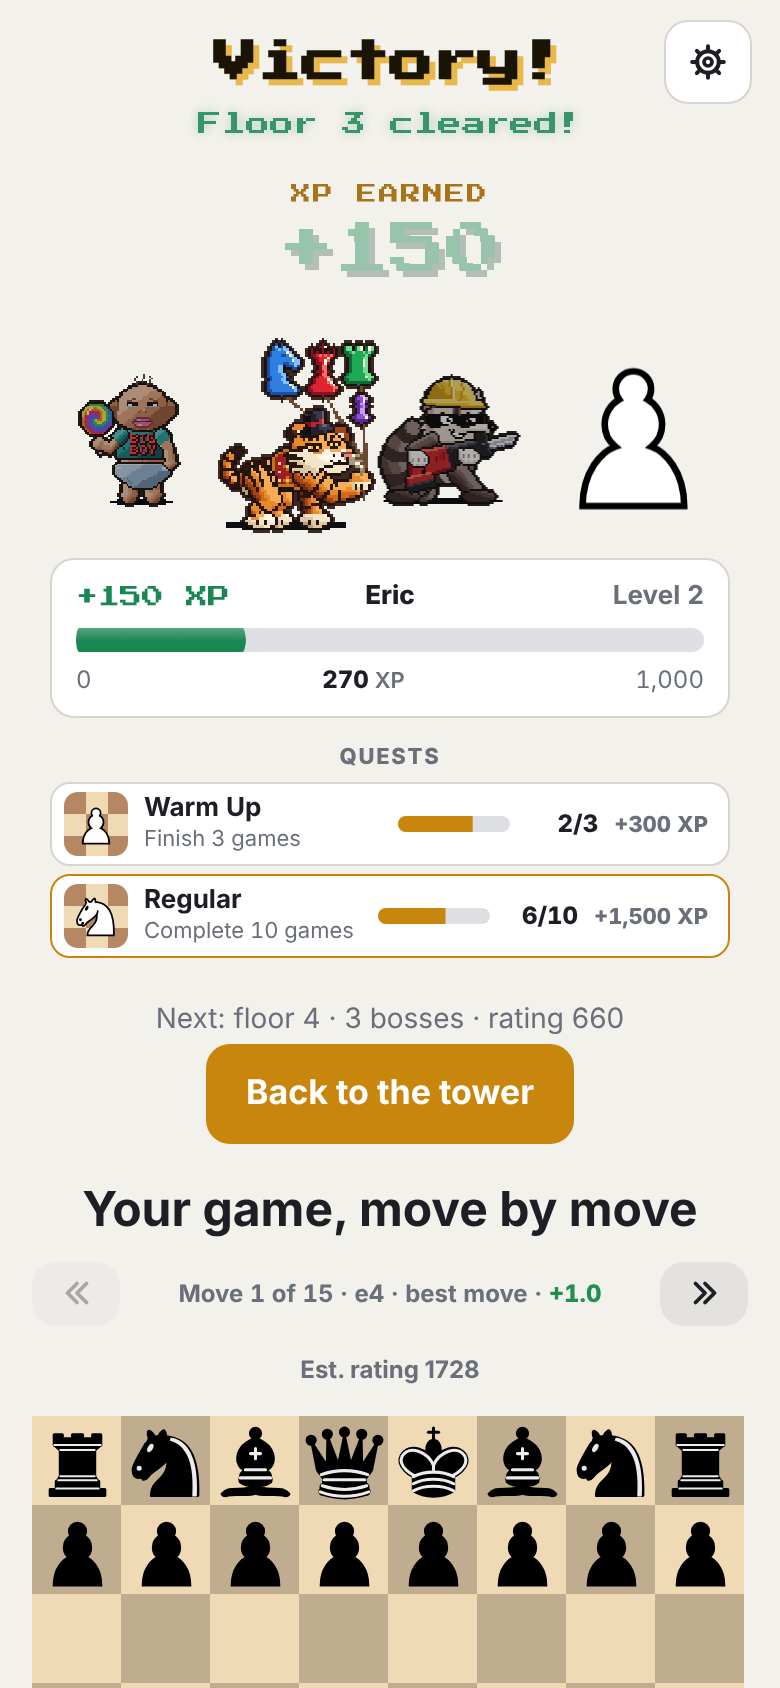 Victory!
Floor 3 cleared!
XP EARNED
+150
BIG
BOY
+150 XP Eric Level 2
0 270 XP 1,000
QUESTS
Warm Up
Finish 3 games
2/3 +300 XP
Regular
Complete 10 games
6/10 +1,500 XP
Next: floor 4 · 3 bosses · rating 660
Back to the tower
Your game, move by move
Move 1 of 15 · e4 · best move · +1.0
Est. rating 1728